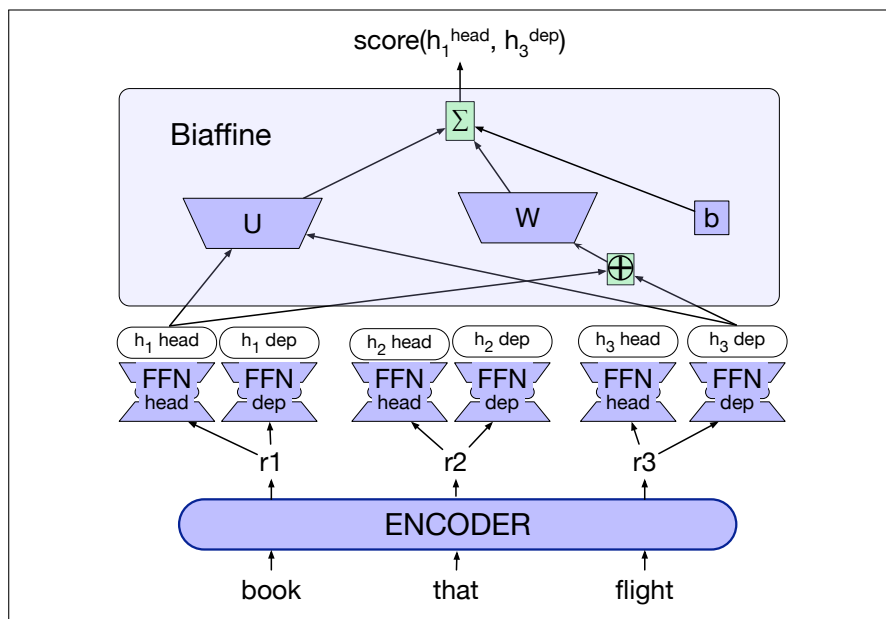 score(h₁head, h₃dep)
Σ
Biaffine
U W b
⊕
h₁ head h₁ dep h₂ head h₂ dep h₃ head h₃ dep
FFN FFN FFN FFN FFN FFN
head dep head dep head dep
r1 r2 r3
ENCODER
book that flight